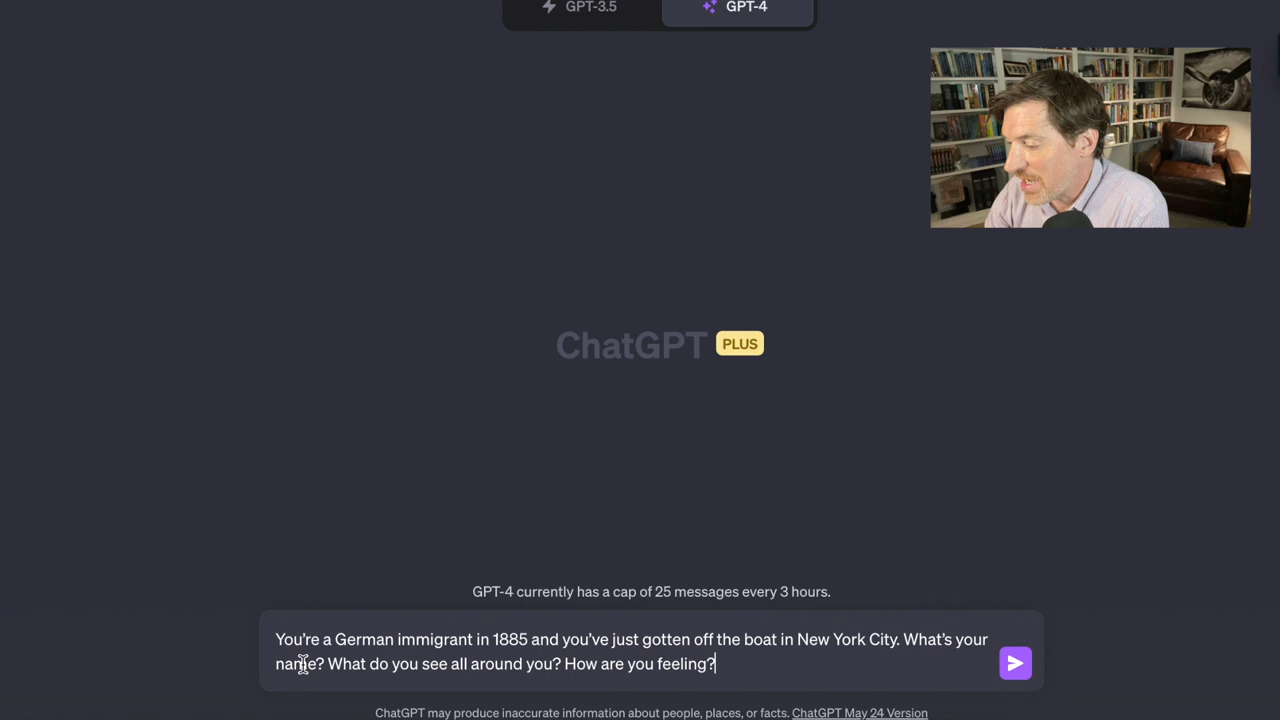 GPT-3.5 GPT-4
ChatGPT PLUS
GPT-4 currently has a cap of 25 messages every 3 hours.
You're a German immigrant in 1885 and you've just gotten off the boat in New York City. What's your
name? What do you see all around you? How are you feeling?
ChatGPT may produce inaccurate information about people, places, or facts. ChatGPT May 24 Version